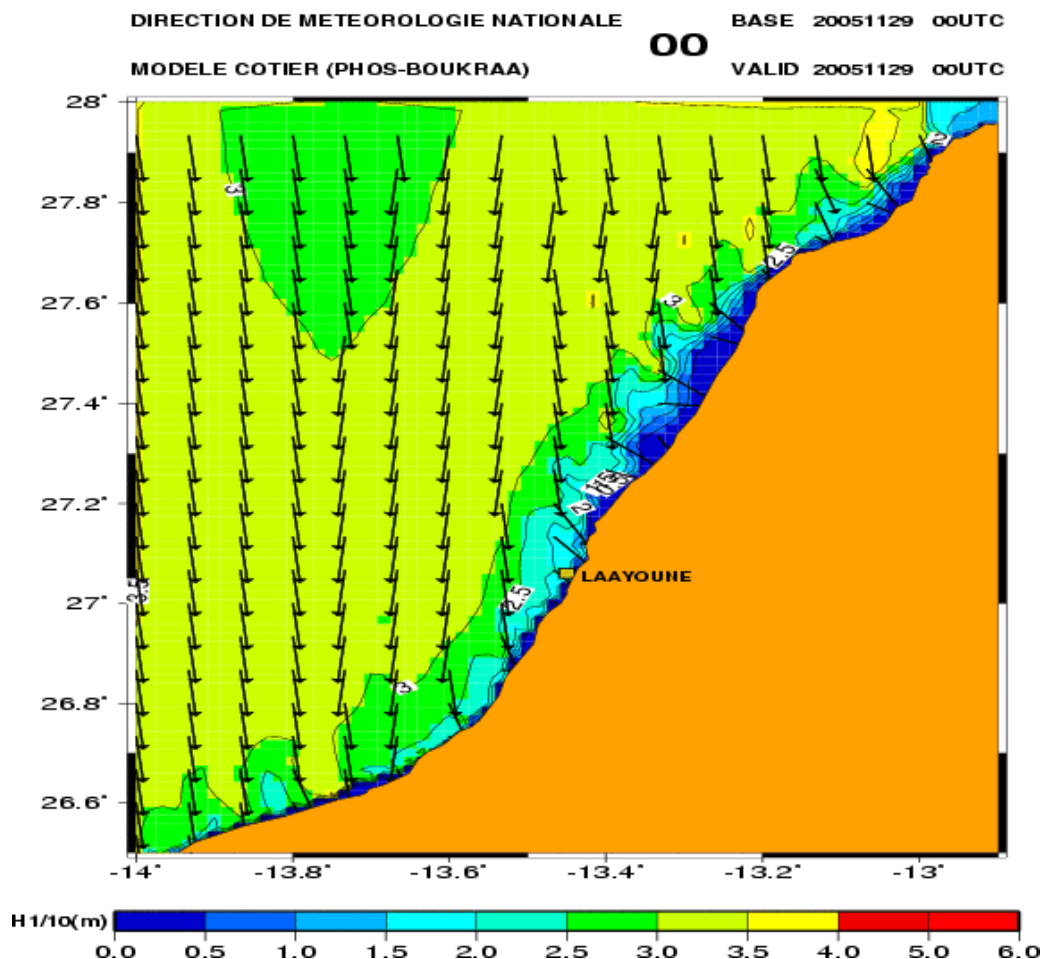 DIRECTION DE METEOROLOGIE NATIONALE BASE 20051129 00UTC
00
MODELE COTIER (PHOS-BOUKRAA) VALID 20051129 00UTC
28°
27.8°
27.6°
27.4°
27.2°
27°
26.8°
26.6°
2
3
2.5
3
2
LAAYOUNE
2.5
3.5
3
-14° -13.8° -13.6° -13.4° -13.2° -13°
H1/10(m)
0.0 0.5 1.0 1.5 2.0 2.5 3.0 3.5 4.0 5.0 6.0